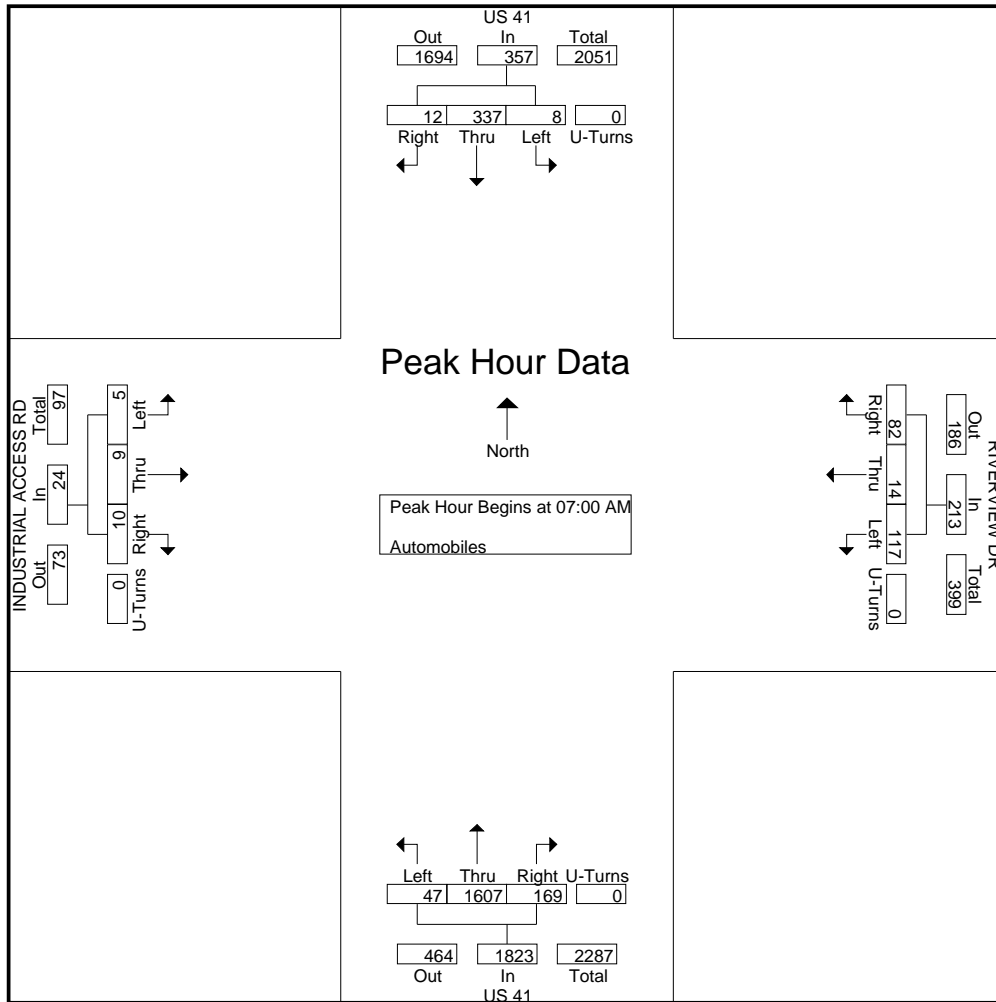 US 41
Out In Total
1694 357 2051
12 337 8 0
Right Thru Left U-Turns
Peak Hour Data
North
Peak Hour Begins at 07:00 AM
Automobiles
INDUSTRIAL ACCESS RD
Total In Out
97 24 73
5 9 10 0
Left Thru Right U-Turns
Right Thru Left U-Turns
82 14 117 0
Out In Total
186 213 399
RIVERVIEW DR
Left Thru Right U-Turns
47 1607 169 0
464 1823 2287
Out In Total
US 41